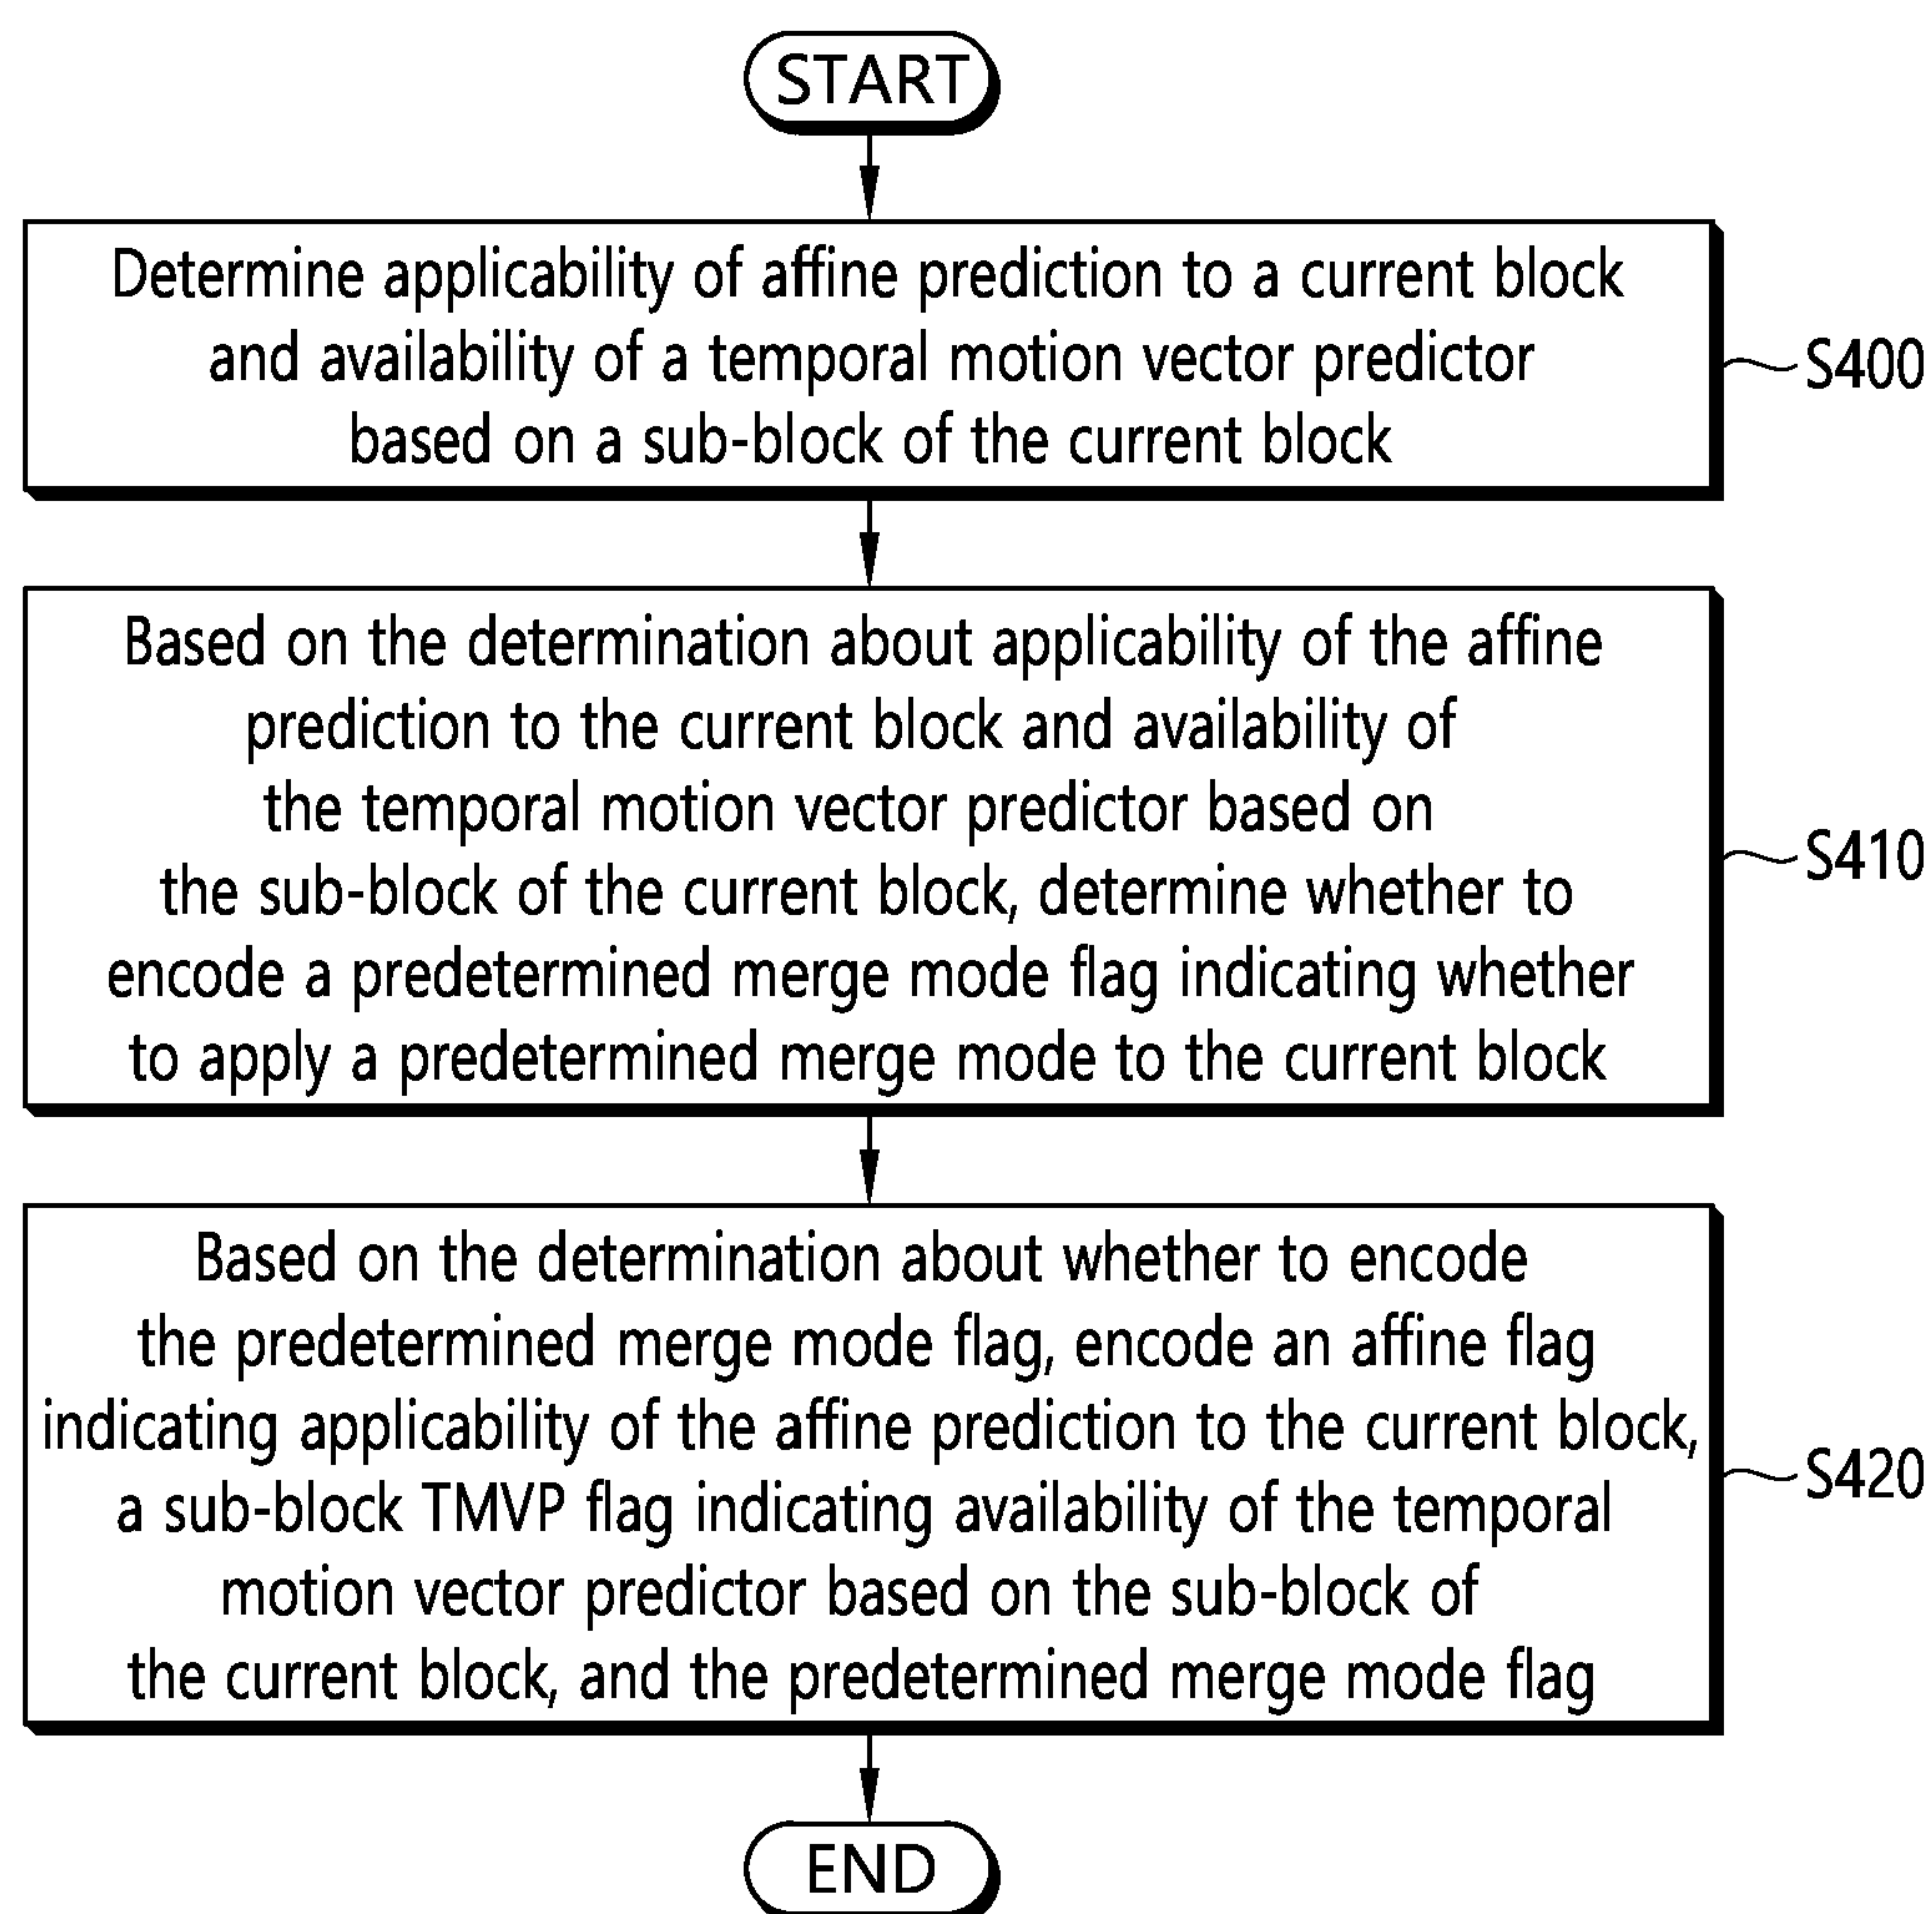 START
Determine applicability of affine prediction to a current block
and availability of a temporal motion vector predictor
based on a sub-block of the current block
S400
Based on the determination about applicability of the affine
prediction to the current block and availability of
the temporal motion vector predictor based on
the sub-block of the current block, determine whether to
encode a predetermined merge mode flag indicating whether
to apply a predetermined merge mode to the current block
S410
Based on the determination about whether to encode
the predetermined merge mode flag, encode an affine flag
indicating applicability of the affine prediction to the current block,
a sub-block TMVP flag indicating availability of the temporal
motion vector predictor based on the sub-block of
the current block, and the predetermined merge mode flag
S420
END